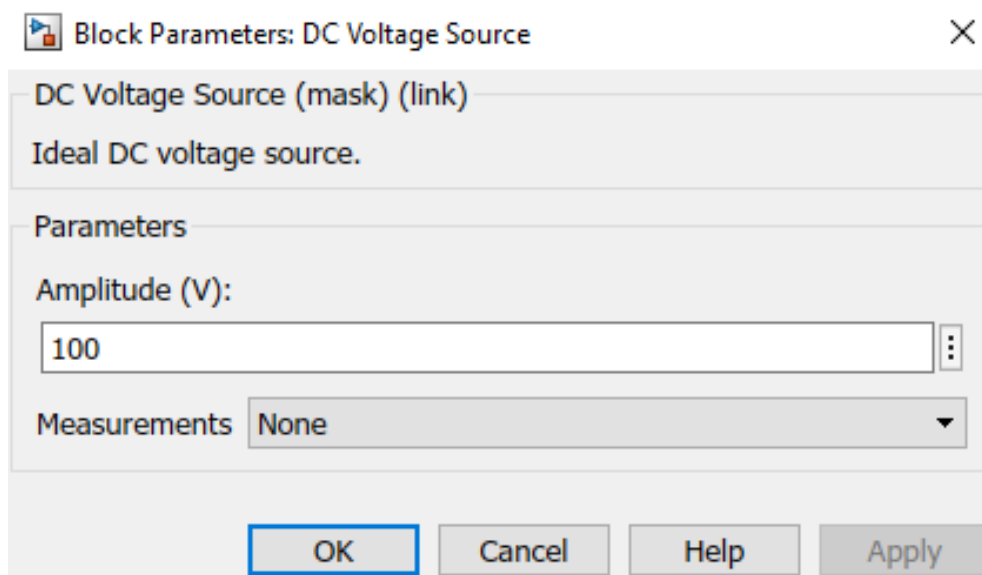 Block Parameters: DC Voltage Source
DC Voltage Source (mask) (link)
Ideal DC voltage source.
Parameters
Amplitude (V):
100
Measurements None
OK Cancel Help Apply